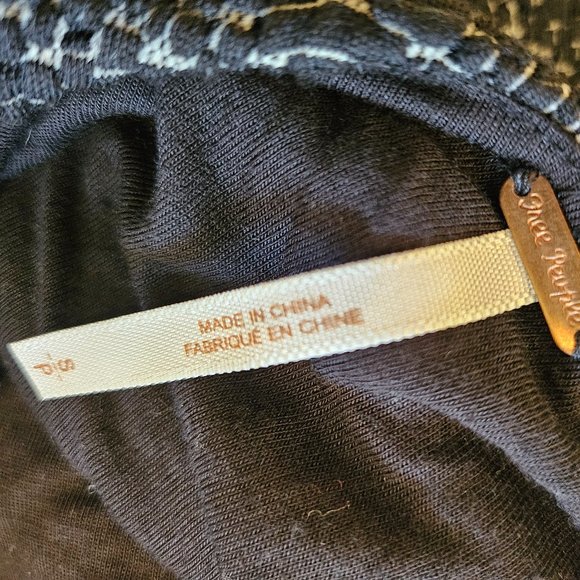 Free People
MADE IN CHINA
FABRIQUÉ EN CHINE
S
P